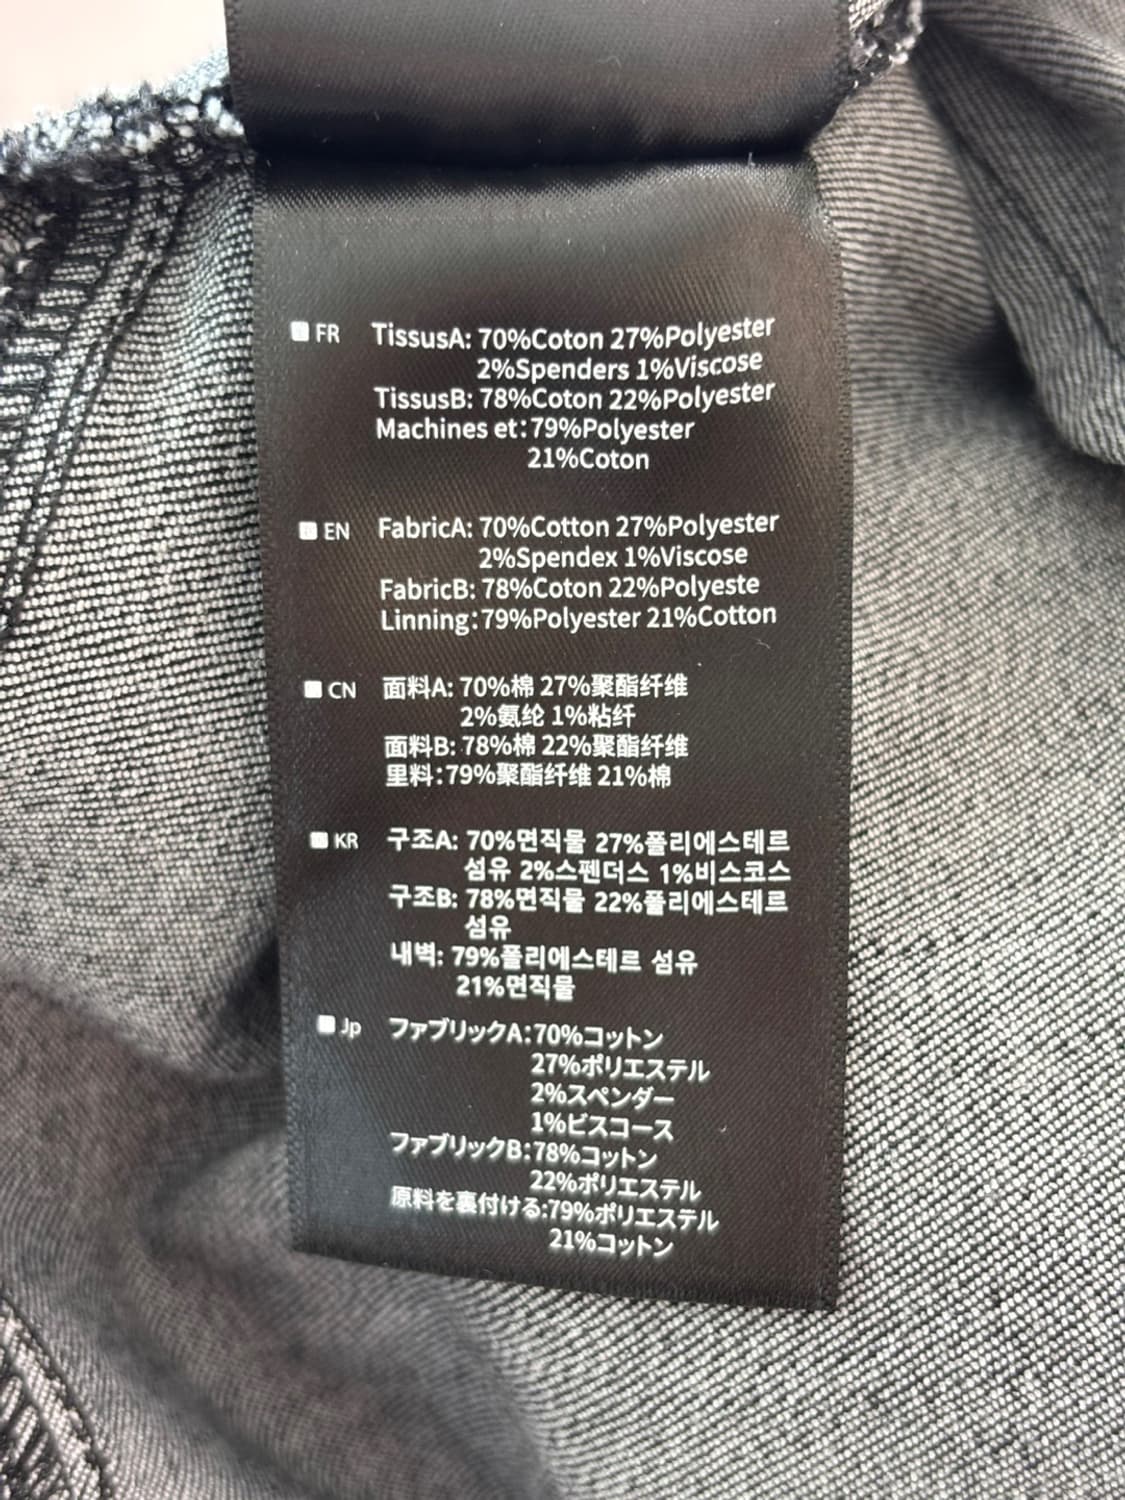 FR TissusA: 70%Coton 27%Polyester
2%Spenders 1%Viscose
TissusB: 78%Coton 22%Polyester
Machines et:79%Polyester
21%Coton
EN FabricA: 70%Cotton 27%Polyester
2%Spendex 1%Viscose
FabricB: 78%Coton 22%Polyeste
Linning:79%Polyester 21%Cotton
CN 面料A: 70%棉 27%聚酯纤维
2%氨纶 1%粘纤
面料B: 78%棉 22%聚酯纤维
里料:79%聚酯纤维 21%棉
KR 구조A: 70%면직물 27%폴리에스테르
섬유 2%스펜더스 1%비스코스
구조B: 78%면직물 22%폴리에스테르
섬유
내벽: 79%폴리에스테르 섬유
21%면직물
Jp ファブリックA:70%コットン
27%ポリエステル
2%スペンダー
1%ビスコース
ファブリックB:78%コットン
22%ポリエステル
原料を裏付ける:79%ポリエステル
21%コットン